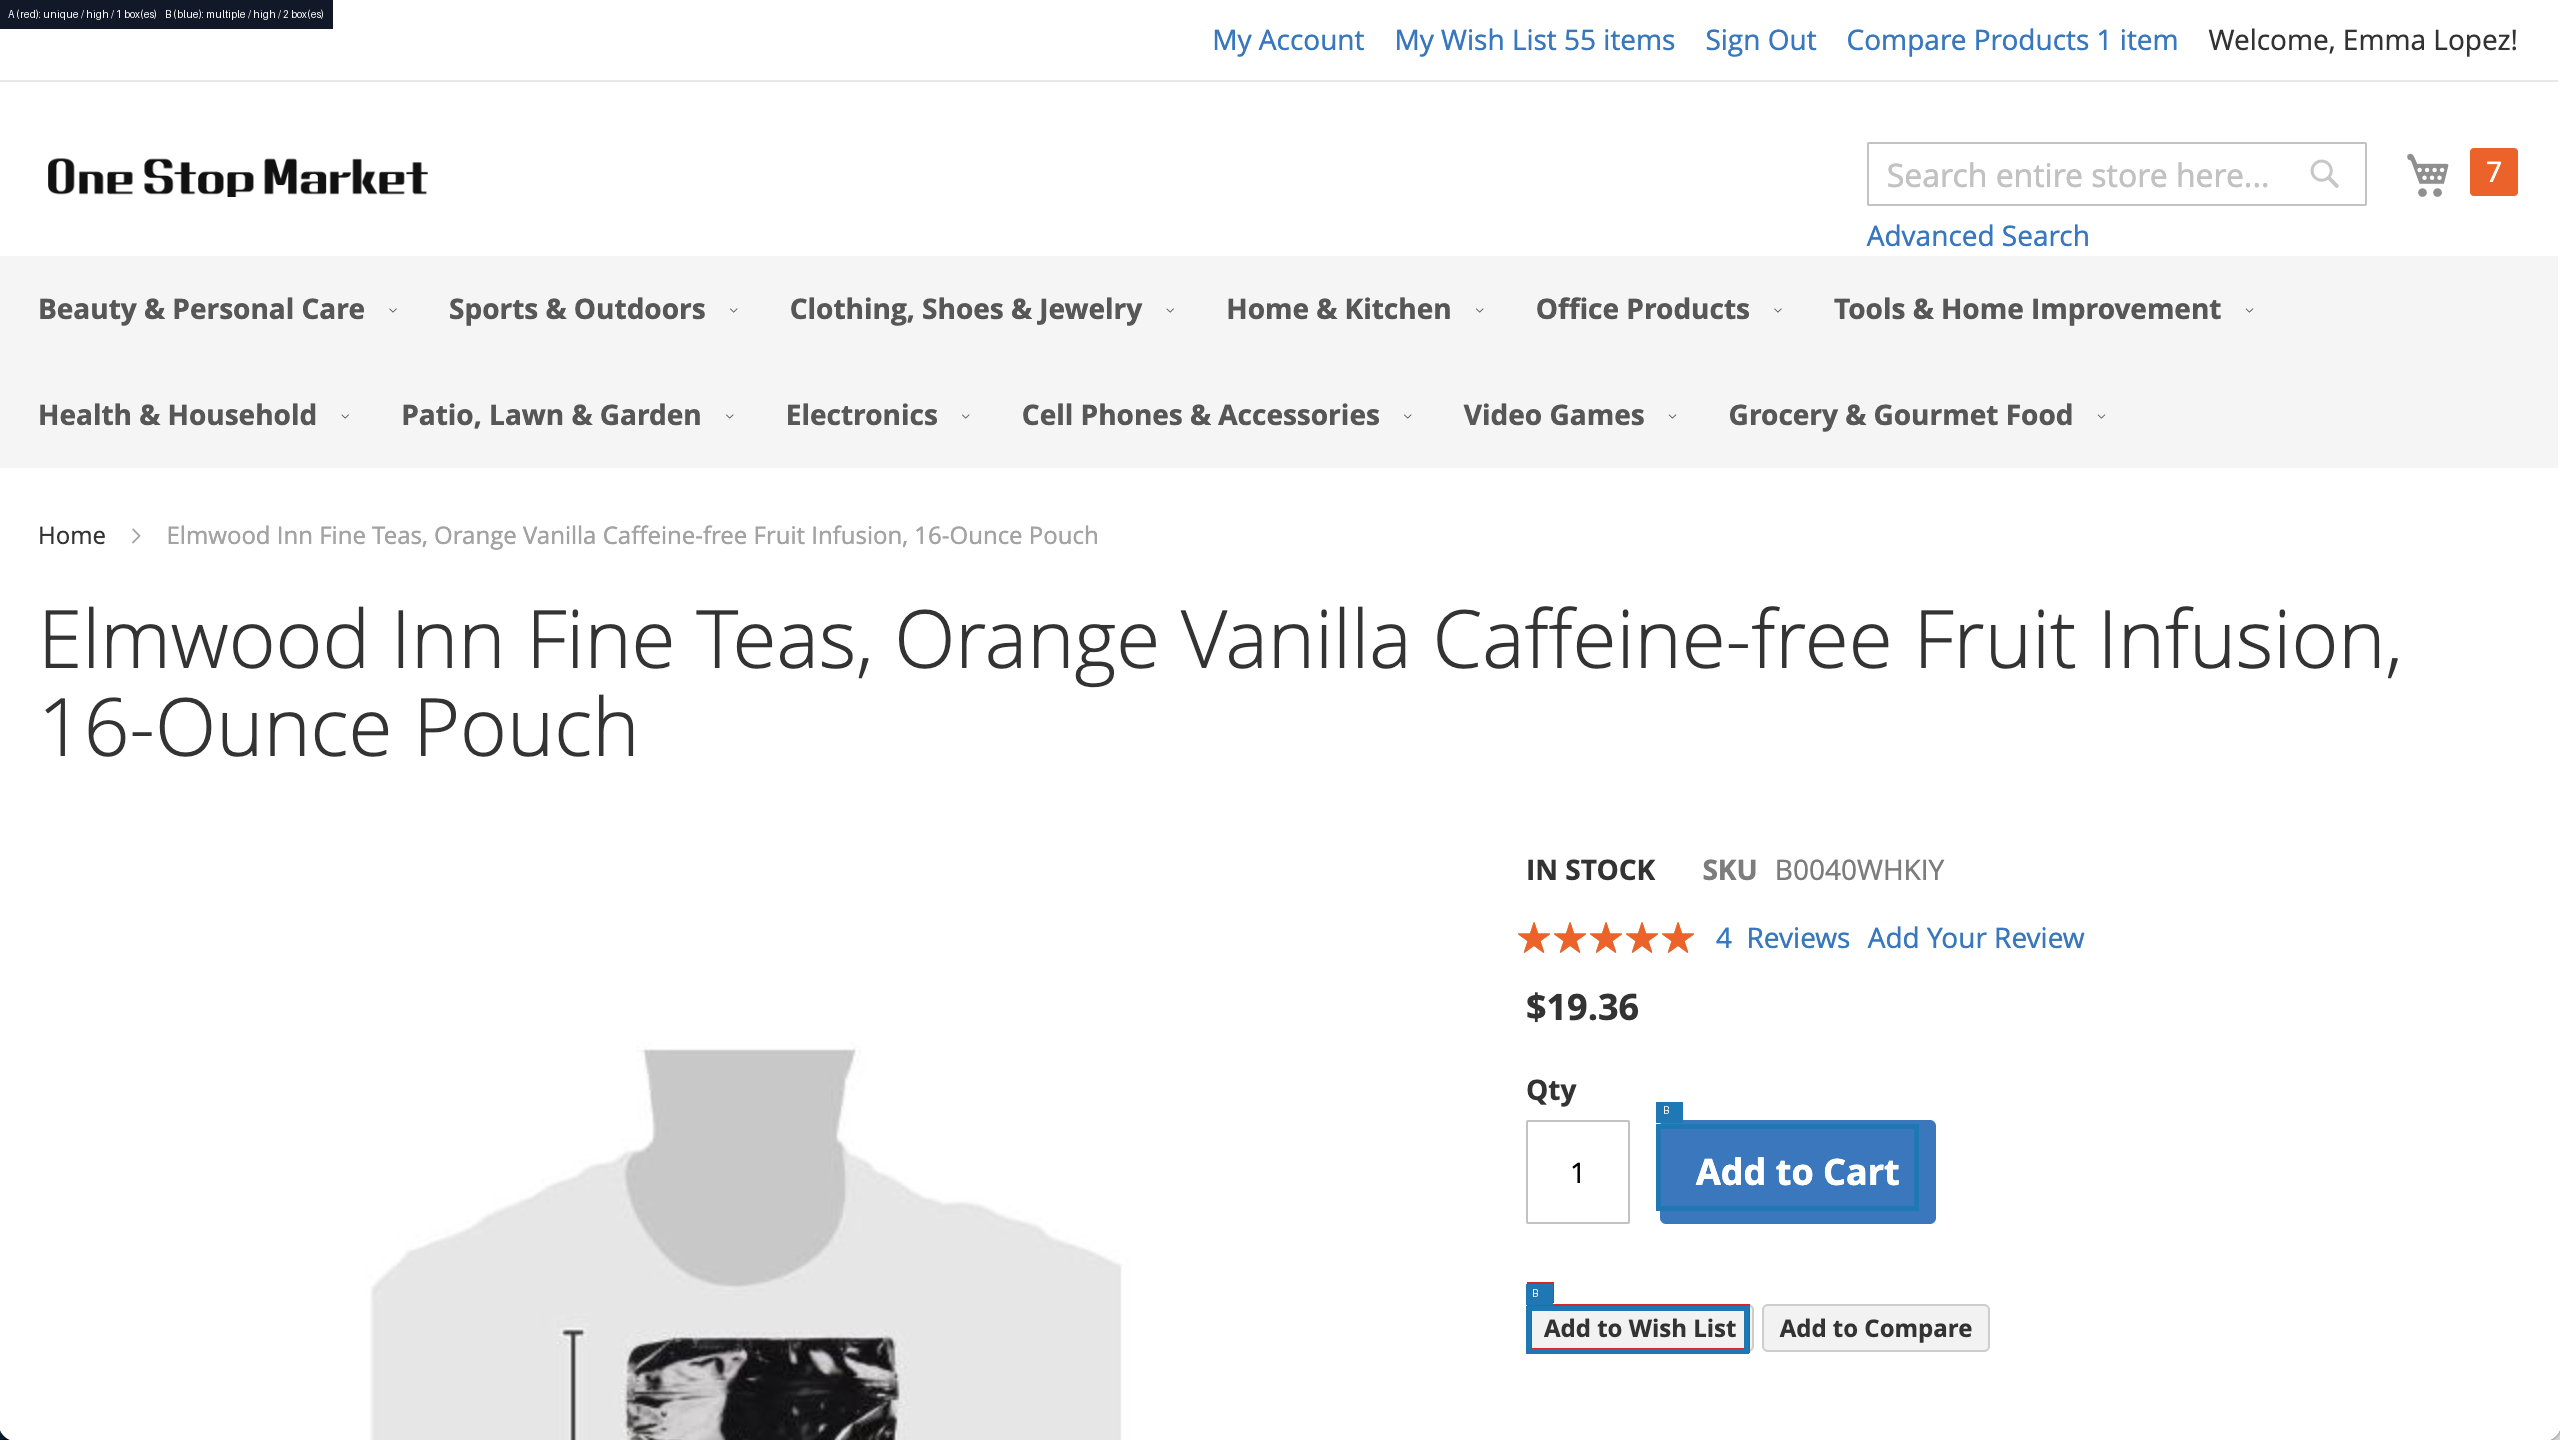 A (red): unique / high / 1 box(es) B (blue): multiple / high / 2 box(es)
My Account My Wish List 55 items Sign Out Compare Products 1 item Welcome, Emma Lopez!
One Stop Market
Search entire store here...
7
Advanced Search
Beauty & Personal Care Sports & Outdoors Clothing, Shoes & Jewelry Home & Kitchen Office Products Tools & Home Improvement
Health & Household Patio, Lawn & Garden Electronics Cell Phones & Accessories Video Games Grocery & Gourmet Food
Home Elmwood Inn Fine Teas, Orange Vanilla Caffeine-free Fruit Infusion, 16-Ounce Pouch
Elmwood Inn Fine Teas, Orange Vanilla Caffeine-free Fruit Infusion,
16-Ounce Pouch
IN STOCK SKU B0040WHKIY
4 Reviews Add Your Review
$19.36
Qty
B
1 Add to Cart
B
Add to Wish List Add to Compare